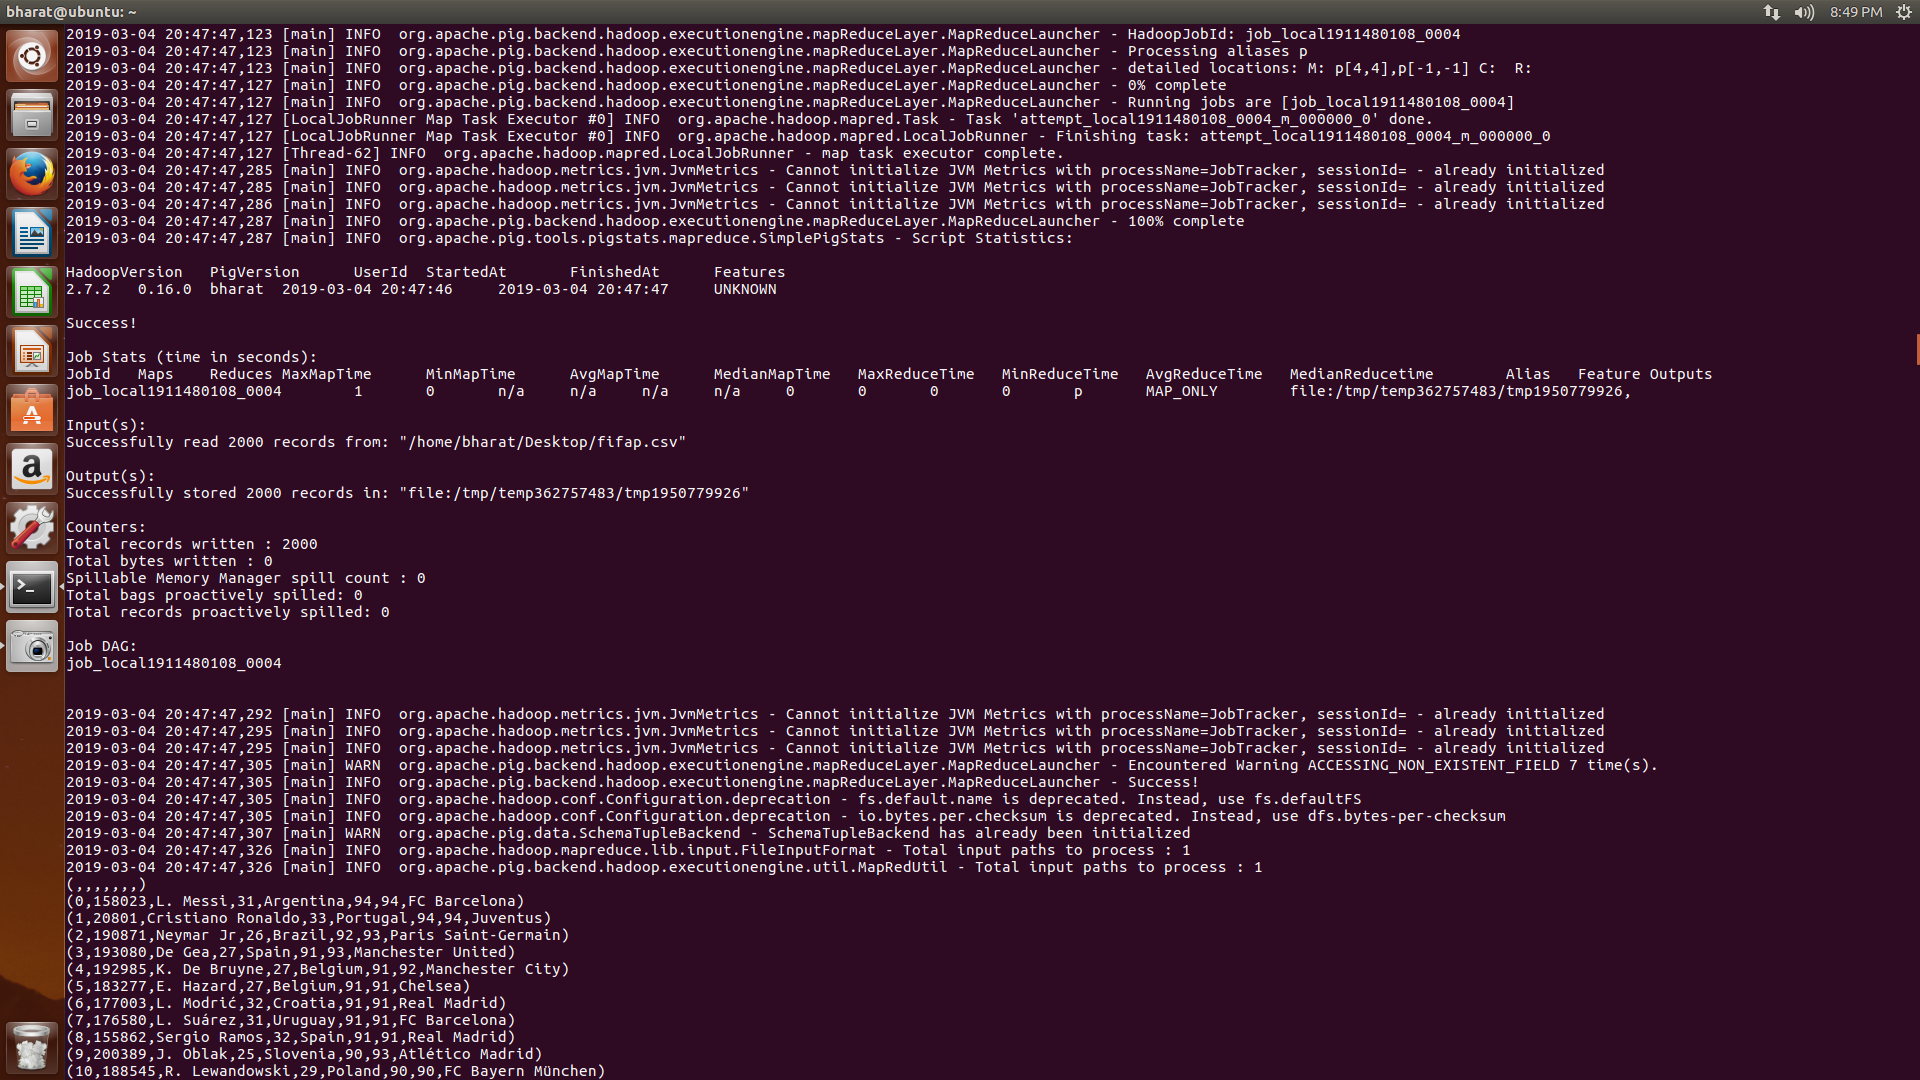 bharat@ubuntu: ~
8:49 PM
2019-03-04 20:47:47,123 [main] INFO  org.apache.pig.backend.hadoop.executionengine.mapReduceLayer.MapReduceLauncher - HadoopJobId: job_local1911480108_0004
2019-03-04 20:47:47,123 [main] INFO  org.apache.pig.backend.hadoop.executionengine.mapReduceLayer.MapReduceLauncher - Processing aliases p
2019-03-04 20:47:47,123 [main] INFO  org.apache.pig.backend.hadoop.executionengine.mapReduceLayer.MapReduceLauncher - detailed locations: M: p[4,4],p[-1,-1] C:  R:
2019-03-04 20:47:47,127 [main] INFO  org.apache.pig.backend.hadoop.executionengine.mapReduceLayer.MapReduceLauncher - 0% complete
2019-03-04 20:47:47,127 [main] INFO  org.apache.pig.backend.hadoop.executionengine.mapReduceLayer.MapReduceLauncher - Running jobs are [job_local1911480108_0004]
2019-03-04 20:47:47,127 [LocalJobRunner Map Task Executor #0] INFO  org.apache.hadoop.mapred.Task - Task 'attempt_local1911480108_0004_m_000000_0' done.
2019-03-04 20:47:47,127 [LocalJobRunner Map Task Executor #0] INFO  org.apache.hadoop.mapred.LocalJobRunner - Finishing task: attempt_local1911480108_0004_m_000000_0
2019-03-04 20:47:47,127 [Thread-62] INFO  org.apache.hadoop.mapred.LocalJobRunner - map task executor complete.
2019-03-04 20:47:47,285 [main] INFO  org.apache.hadoop.metrics.jvm.JvmMetrics - Cannot initialize JVM Metrics with processName=JobTracker, sessionId= - already initialized
2019-03-04 20:47:47,285 [main] INFO  org.apache.hadoop.metrics.jvm.JvmMetrics - Cannot initialize JVM Metrics with processName=JobTracker, sessionId= - already initialized
2019-03-04 20:47:47,286 [main] INFO  org.apache.hadoop.metrics.jvm.JvmMetrics - Cannot initialize JVM Metrics with processName=JobTracker, sessionId= - already initialized
2019-03-04 20:47:47,287 [main] INFO  org.apache.pig.backend.hadoop.executionengine.mapReduceLayer.MapReduceLauncher - 100% complete
2019-03-04 20:47:47,287 [main] INFO  org.apache.pig.tools.pigstats.mapreduce.SimplePigStats - Script Statistics:
HadoopVersion   PigVersion      UserId  StartedAt       FinishedAt      Features
2.7.2   0.16.0  bharat  2019-03-04 20:47:46     2019-03-04 20:47:47     UNKNOWN
Success!
Job Stats (time in seconds):
JobId   Maps    Reduces MaxMapTime      MinMapTime      AvgMapTime      MedianMapTime   MaxReduceTime   MinReduceTime   AvgReduceTime   MedianReducetime        Alias   Feature Outputs
job_local1911480108_0004        1       0       n/a     n/a     n/a     n/a     0       0       0       0       p       MAP_ONLY        file:/tmp/temp362757483/tmp1950779926,
Input(s):
Successfully read 2000 records from: "/home/bharat/Desktop/fifap.csv"
Output(s):
Successfully stored 2000 records in: "file:/tmp/temp362757483/tmp1950779926"
Counters:
Total records written : 2000
Total bytes written : 0
Spillable Memory Manager spill count : 0
Total bags proactively spilled: 0
Total records proactively spilled: 0
Job DAG:
job_local1911480108_0004
2019-03-04 20:47:47,292 [main] INFO  org.apache.hadoop.metrics.jvm.JvmMetrics - Cannot initialize JVM Metrics with processName=JobTracker, sessionId= - already initialized
2019-03-04 20:47:47,295 [main] INFO  org.apache.hadoop.metrics.jvm.JvmMetrics - Cannot initialize JVM Metrics with processName=JobTracker, sessionId= - already initialized
2019-03-04 20:47:47,295 [main] INFO  org.apache.hadoop.metrics.jvm.JvmMetrics - Cannot initialize JVM Metrics with processName=JobTracker, sessionId= - already initialized
2019-03-04 20:47:47,305 [main] WARN  org.apache.pig.backend.hadoop.executionengine.mapReduceLayer.MapReduceLauncher - Encountered Warning ACCESSING_NON_EXISTENT_FIELD 7 time(s).
2019-03-04 20:47:47,305 [main] INFO  org.apache.pig.backend.hadoop.executionengine.mapReduceLayer.MapReduceLauncher - Success!
2019-03-04 20:47:47,305 [main] INFO  org.apache.hadoop.conf.Configuration.deprecation - fs.default.name is deprecated. Instead, use fs.defaultFS
2019-03-04 20:47:47,305 [main] INFO  org.apache.hadoop.conf.Configuration.deprecation - io.bytes.per.checksum is deprecated. Instead, use dfs.bytes-per-checksum
2019-03-04 20:47:47,307 [main] WARN  org.apache.pig.data.SchemaTupleBackend - SchemaTupleBackend has already been initialized
2019-03-04 20:47:47,326 [main] INFO  org.apache.hadoop.mapreduce.lib.input.FileInputFormat - Total input paths to process : 1
2019-03-04 20:47:47,326 [main] INFO  org.apache.pig.backend.hadoop.executionengine.util.MapRedUtil - Total input paths to process : 1
(,,,,,,,)
(0,158023,L. Messi,31,Argentina,94,94,FC Barcelona)
(1,20801,Cristiano Ronaldo,33,Portugal,94,94,Juventus)
(2,190871,Neymar Jr,26,Brazil,92,93,Paris Saint-Germain)
(3,193080,De Gea,27,Spain,91,93,Manchester United)
(4,192985,K. De Bruyne,27,Belgium,91,92,Manchester City)
(5,183277,E. Hazard,27,Belgium,91,91,Chelsea)
(6,177003,L. Modrić,32,Croatia,91,91,Real Madrid)
(7,176580,L. Suárez,31,Uruguay,91,91,FC Barcelona)
(8,155862,Sergio Ramos,32,Spain,91,91,Real Madrid)
(9,200389,J. Oblak,25,Slovenia,90,93,Atlético Madrid)
(10,188545,R. Lewandowski,29,Poland,90,90,FC Bayern München)